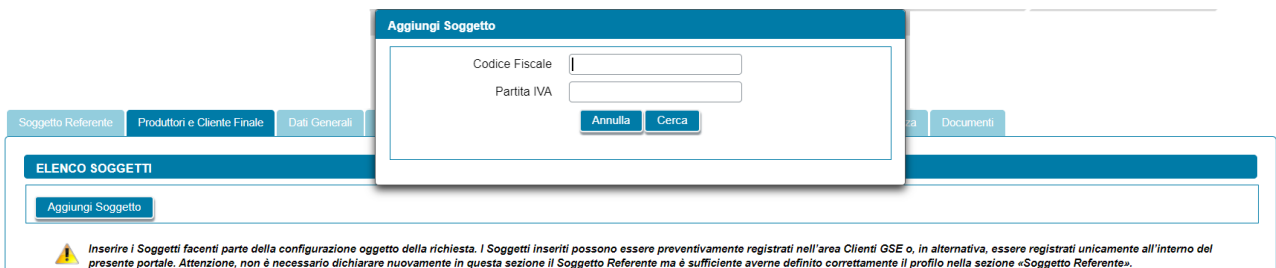 Aggiungi Soggetto
Codice Fiscale
Partita IVA
Annulla Cerca
Soggetto Referente Produttori e Cliente Finale Dati Generali za Documenti
ELENCO SOGGETTI
Aggiungi Soggetto
Inserire i Soggetti facenti parte della configurazione oggetto della richiesta. I Soggetti inseriti possono essere preventivamente registrati nell'area Clienti GSE o, in alternativa, essere registrati unicamente all'interno del
presente portale. Attenzione, non è necessario dichiarare nuovamente in questa sezione il Soggetto Referente ma è sufficiente averne definito correttamente il profilo nella sezione «Soggetto Referente».